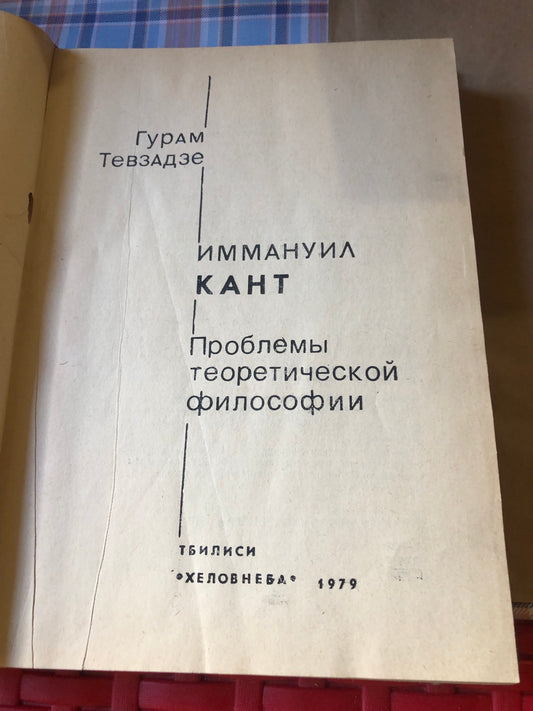 Гурам
Тевзадзе
ИММАНУИЛ
КАНТ
Проблемы
теоретической
философии
ТБИЛИСИ
«ХЕЛОВНЕБА» 1979